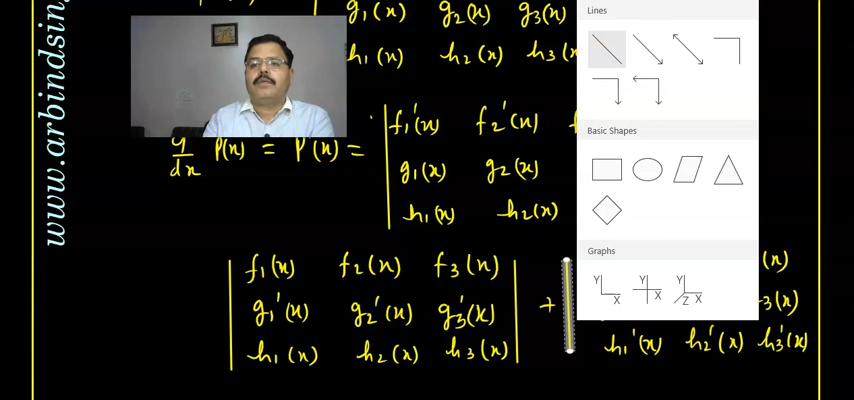 www.arbindsing
g₁(x) g₂(x) g₃(x)
h₁(x) h₂(x) h₃(x
dx P(x) = P'(x) =
f₁'(x) f₂'(x) f
g₁(x) g₂(x)
h₁(x) h₂(x)
f₁(x) f₂(x) f₃(x)
g₁'(x) g₂'(x) g₃'(x)
h₁(x) h₂(x) h₃(x)
+
(x)
3(x)
h₁'(x) h₂'(x) h₃'(x)
Lines
Basic Shapes
Graphs
Y X
Y X
Y Z X